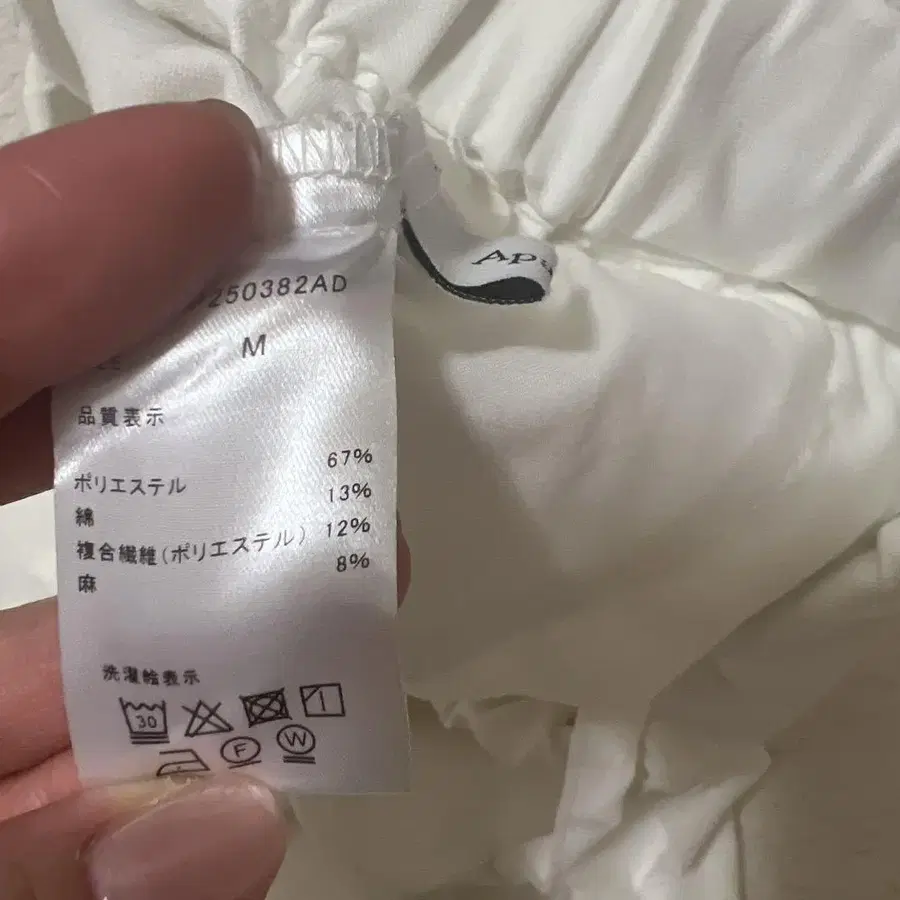 250382AD
M
品質表示
67%
ポリエステル
13%
綿
複合繊維(ポリエステル) 12%
麻
8%
洗濯絵表示
30
F
W
Ap